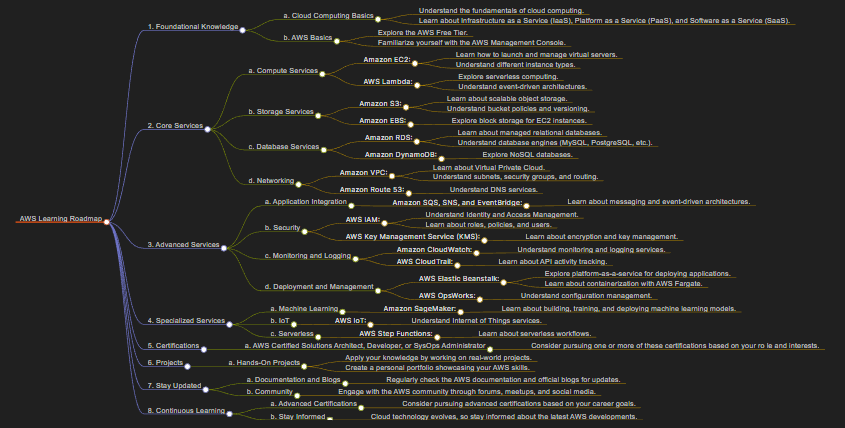 AWS Learning Roadmap
1. Foundational Knowledge
a. Cloud Computing Basics
Understand the fundamentals of cloud computing.
Learn about Infrastructure as a Service (IaaS), Platform as a Service (PaaS), and Software as a Service (SaaS).
b. AWS Basics
Explore the AWS Free Tier.
Familiarize yourself with the AWS Management Console.
2. Core Services
a. Compute Services
Amazon EC2:
Learn how to launch and manage virtual servers.
Understand different instance types.
AWS Lambda:
Explore serverless computing.
Understand event-driven architectures.
b. Storage Services
Amazon S3:
Learn about scalable object storage.
Understand bucket policies and versioning.
Amazon EBS:
Explore block storage for EC2 instances.
c. Database Services
Amazon RDS:
Learn about managed relational databases.
Understand database engines (MySQL, PostgreSQL, etc.).
Amazon DynamoDB:
Explore NoSQL databases.
d. Networking
Amazon VPC:
Learn about Virtual Private Cloud.
Understand subnets, security groups, and routing.
Amazon Route 53:
Understand DNS services.
3. Advanced Services
a. Application Integration
Amazon SQS, SNS, and EventBridge:
Learn about messaging and event-driven architectures.
b. Security
AWS IAM:
Understand Identity and Access Management.
Learn about roles, policies, and users.
AWS Key Management Service (KMS):
Learn about encryption and key management.
c. Monitoring and Logging
Amazon CloudWatch:
Understand monitoring and logging services.
AWS CloudTrail:
Learn about API activity tracking.
d. Deployment and Management
AWS Elastic Beanstalk:
Explore platform-as-a-service for deploying applications.
Learn about containerization with AWS Fargate.
AWS OpsWorks:
Understand configuration management.
4. Specialized Services
a. Machine Learning
Amazon SageMaker:
Learn about building, training, and deploying machine learning models.
b. IoT
AWS IoT:
Understand Internet of Things services.
c. Serverless
AWS Step Functions:
Learn about serverless workflows.
5. Certifications
a. AWS Certified Solutions Architect, Developer, or SysOps Administrator
Consider pursuing one or more of these certifications based on your ro le and interests.
6. Projects
a. Hands-On Projects
Apply your knowledge by working on real-world projects.
Create a personal portfolio showcasing your AWS skills.
7. Stay Updated
a. Documentation and Blogs
Regularly check the AWS documentation and official blogs for updates.
b. Community
Engage with the AWS community through forums, meetups, and social media.
8. Continuous Learning
a. Advanced Certifications
Consider pursuing advanced certifications based on your career goals.
b. Stay Informed
Cloud technology evolves, so stay informed about the latest AWS developments.